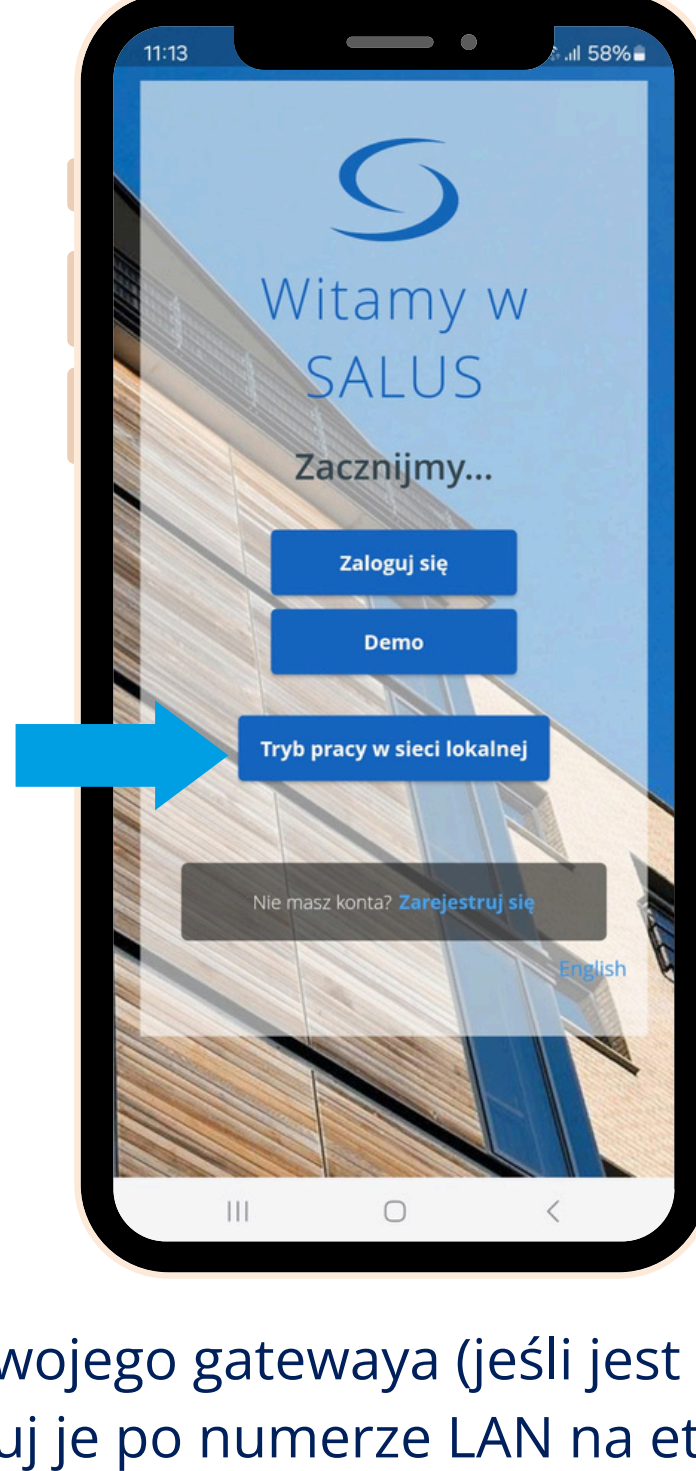 11:13 58%
Witamy w
SALUS
Zacznijmy...
Zaloguj się
Demo
Tryb pracy w sieci lokalnej
Nie masz konta? Zarejestruj się
English
wojego gatewaya (jeśli jest
uj je po numerze LAN na et